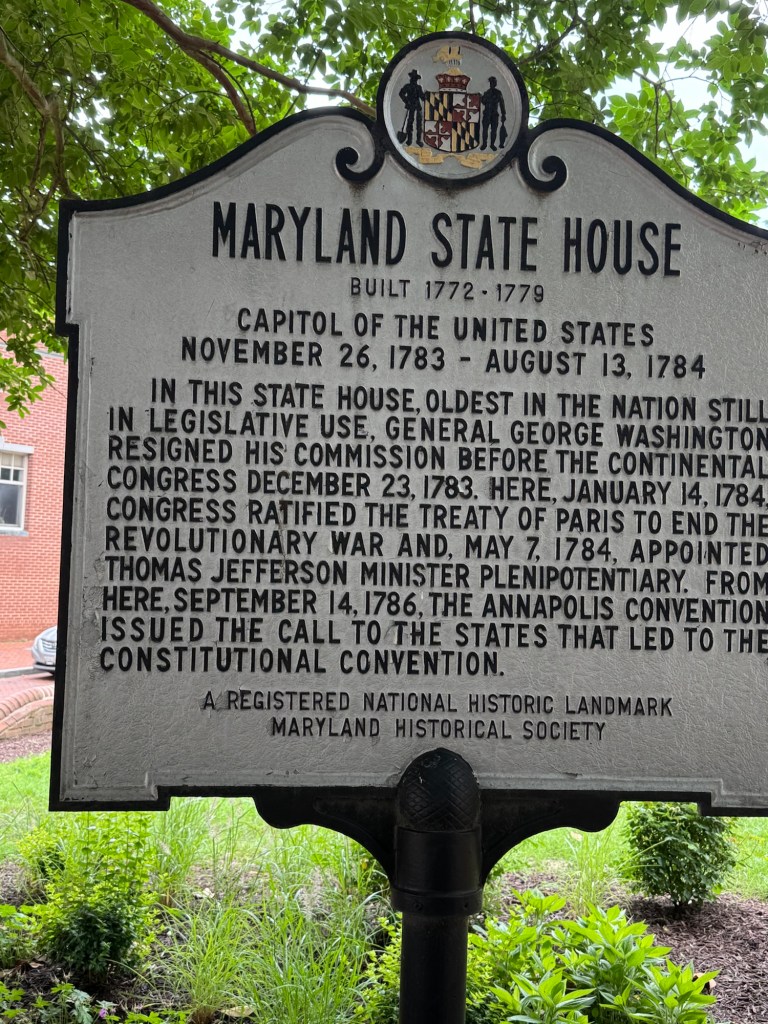 MARYLAND STATE HOUSE
BUILT 1772-1779
CAPITOL OF THE UNITED STATES
NOVEMBER 26, 1783 - AUGUST 13, 1784
IN THIS STATE HOUSE, OLDEST IN THE NATION STILL
IN LEGISLATIVE USE, GENERAL GEORGE WASHINGTON
RESIGNED HIS COMMISSION BEFORE THE CONTINENTAL
CONGRESS DECEMBER 23, 1783. HERE, JANUARY 14, 1784,
CONGRESS RATIFIED THE TREATY OF PARIS TO END THE
REVOLUTIONARY WAR AND, MAY 7, 1784, APPOINTED
THOMAS JEFFERSON MINISTER PLENIPOTENTIARY. FROM
HERE, SEPTEMBER 14, 1786, THE ANNAPOLIS CONVENTION
ISSUED THE CALL TO THE STATES THAT LED TO THE
CONSTITUTIONAL CONVENTION.
A REGISTERED NATIONAL HISTORIC LANDMARK
MARYLAND HISTORICAL SOCIETY